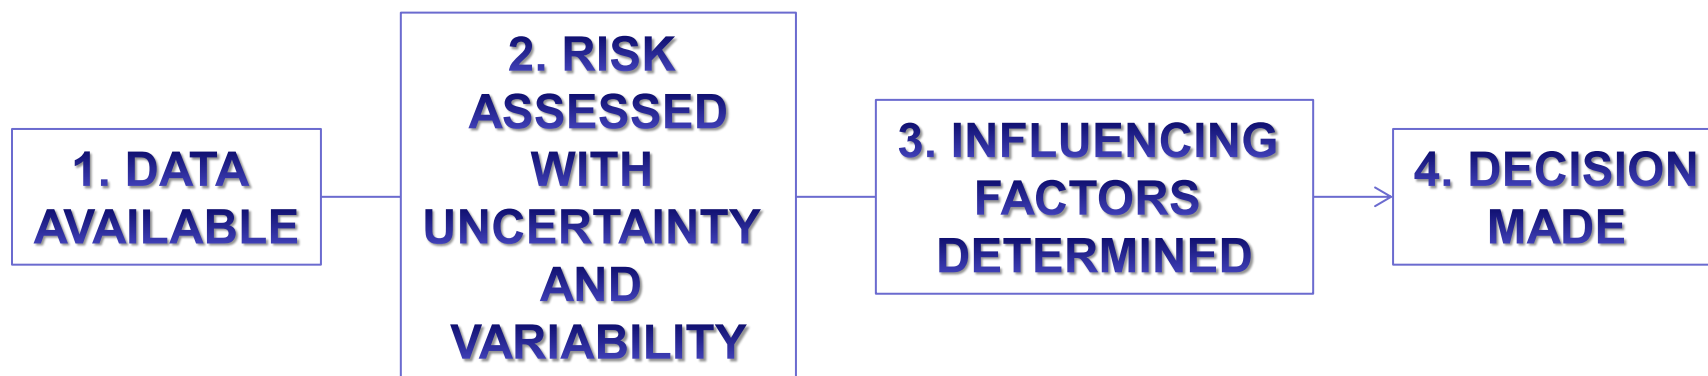 1. DATA
AVAILABLE
2. RISK
ASSESSED
WITH
UNCERTAINTY
AND
VARIABILITY
3. INFLUENCING
FACTORS
DETERMINED
4. DECISION
MADE